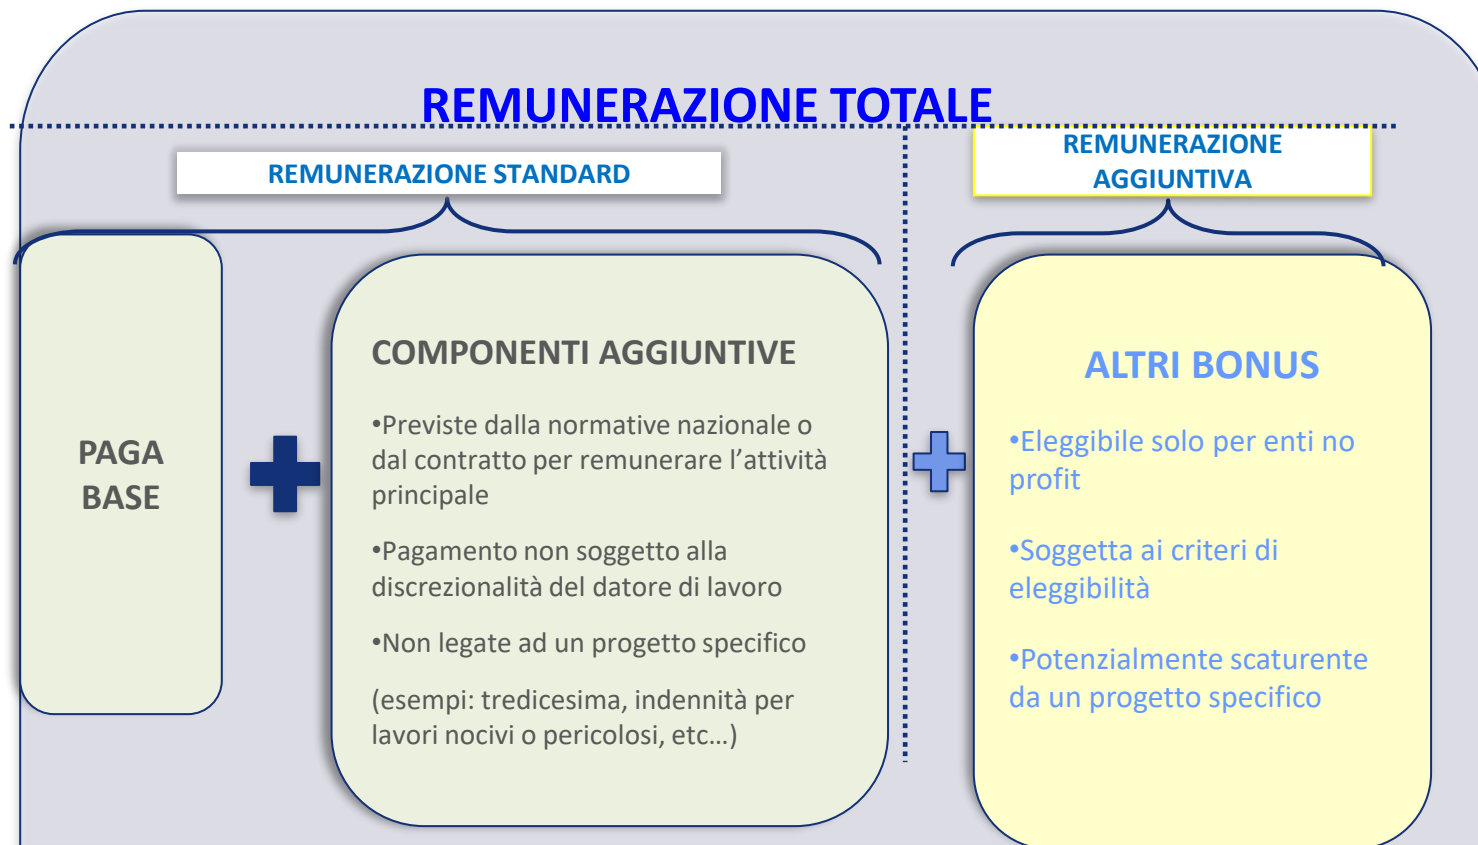 REMUNERAZIONE TOTALE
REMUNERAZIONE STANDARD
REMUNERAZIONE
AGGIUNTIVA
PAGA
BASE
COMPONENTI AGGIUNTIVE
•Previste dalla normative nazionale o
dal contratto per remunerare l’attività
principale
•Pagamento non soggetto alla
discrezionalità del datore di lavoro
•Non legate ad un progetto specifico
(esempi: tredicesima, indennità per
lavori nocivi o pericolosi, etc…)
ALTRI BONUS
•Eleggibile solo per enti no
profit
•Soggetta ai criteri di
eleggibilità
•Potenzialmente scaturente
da un progetto specifico